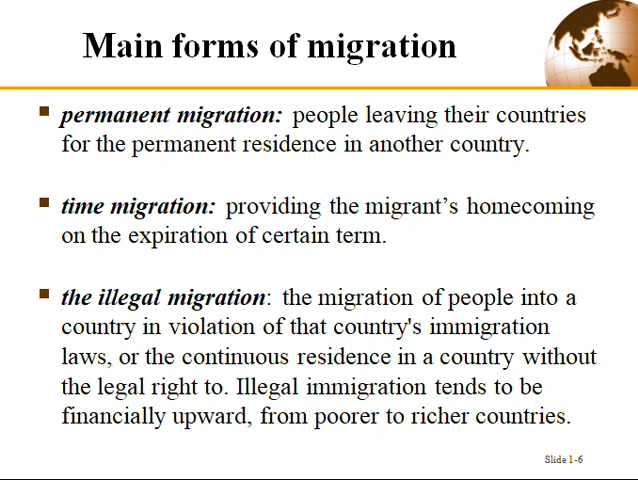 Main forms of migration
permanent migration: people leaving their countries
for the permanent residence in another country.
time migration: providing the migrant’s homecoming
on the expiration of certain term.
the illegal migration: the migration of people into a
country in violation of that country's immigration
laws, or the continuous residence in a country without
the legal right to. Illegal immigration tends to be
financially upward, from poorer to richer countries.
Slide 1-6